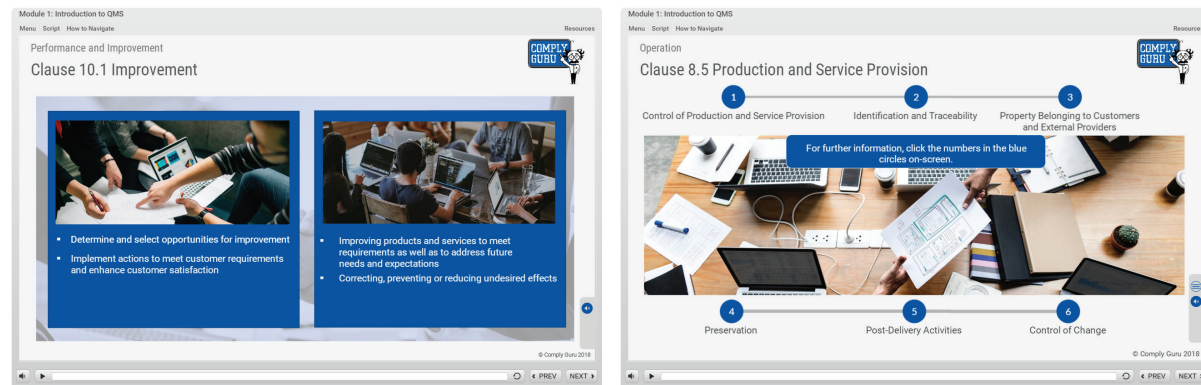 Module 1: Introduction to QMS
Menu Script How to Navigate Resources
Performance and Improvement
COMPLY
GURU
Clause 10.1 Improvement
▪ Determine and select opportunities for improvement
▪ Implement actions to meet customer requirements
and enhance customer satisfaction
▪ Improving products and services to meet
requirements as well as to address future
needs and expectations
▪ Correcting, preventing or reducing undesired effects
© Comply Guru 2018
PREV NEXT
Module 1: Introduction to QMS
Menu Script How to Navigate Resources
Operation
COMPLY
GURU
Clause 8.5 Production and Service Provision
1
Control of Production and Service Provision
2
Identification and Traceability
3
Property Belonging to Customers
and External Providers
For further information, click the numbers in the blue
circles on-screen.
4
Preservation
5
Post-Delivery Activities
6
Control of Change
© Comply Guru 2018
PREV NEXT